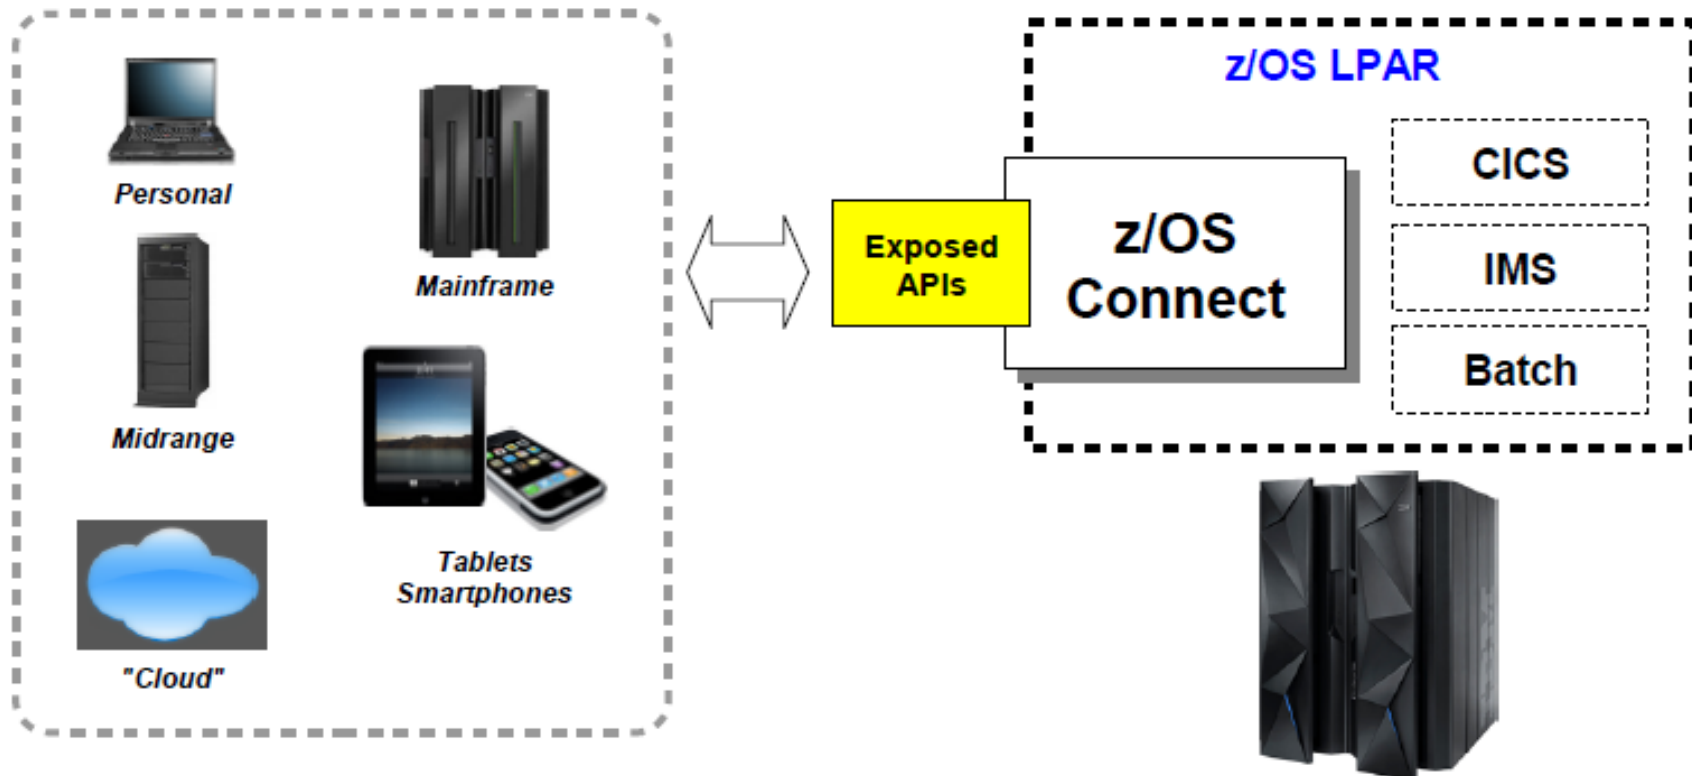 Personal
Mainframe
Midrange
Tablets
Smartphones
"Cloud"
Exposed
APIs
z/OS LPAR
z/OS
Connect
CICS
IMS
Batch